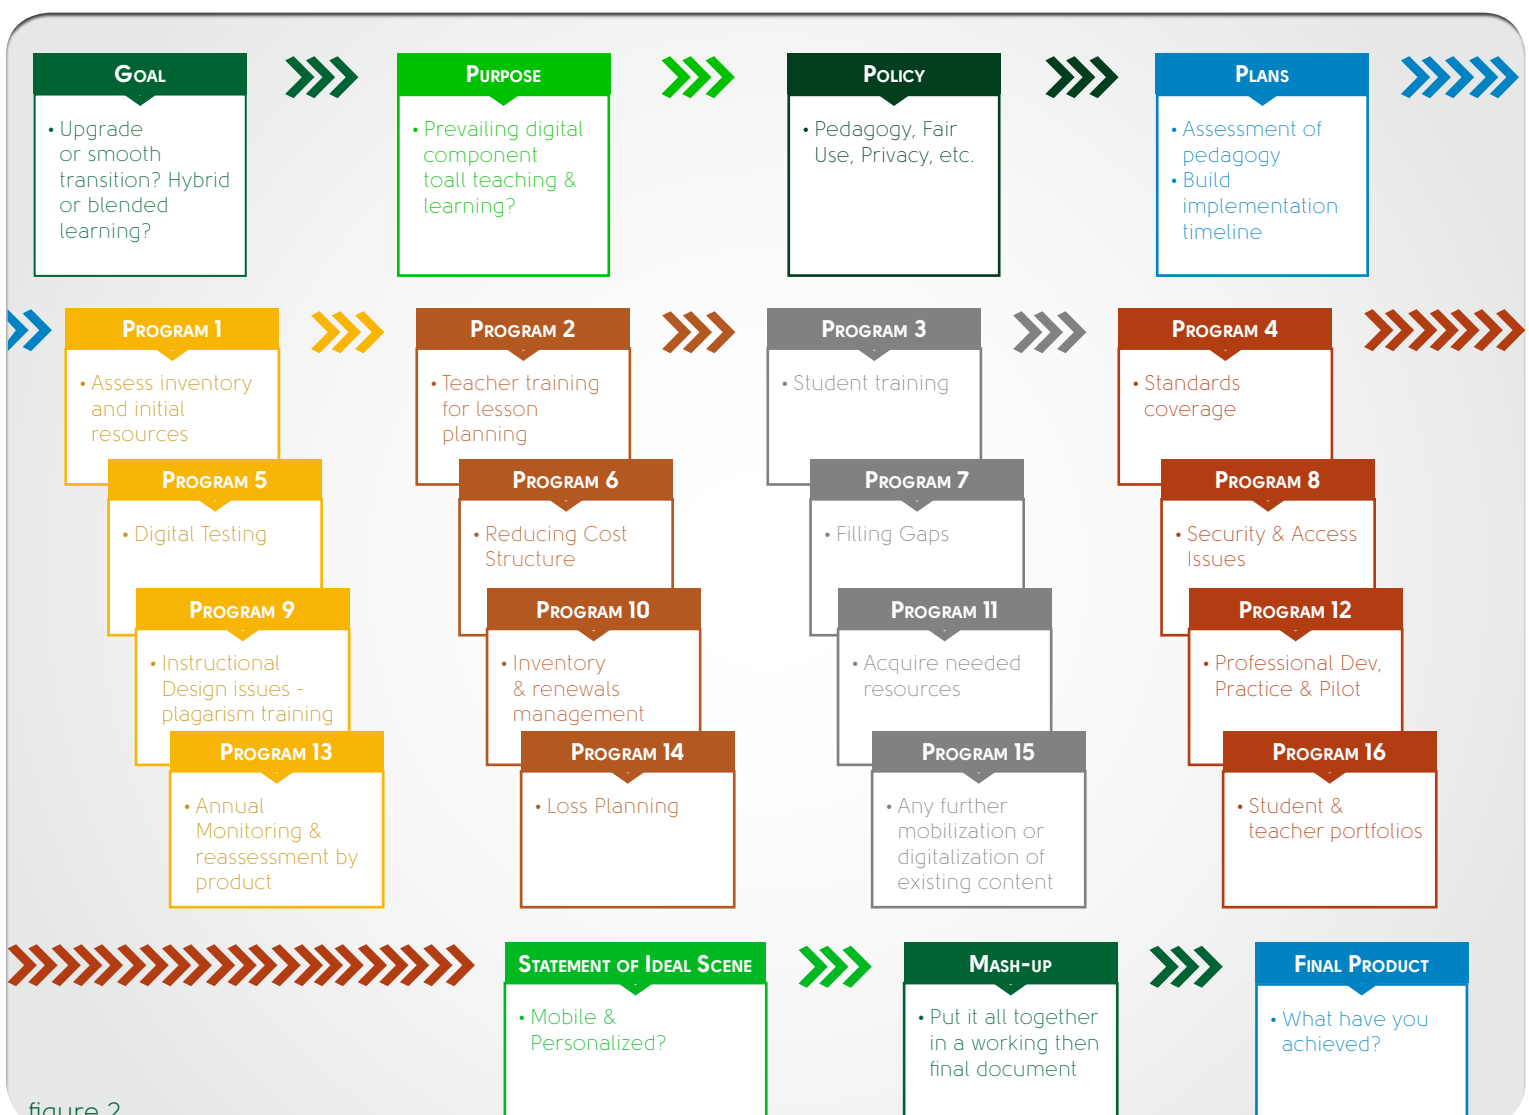 GOAL
• Upgrade
or smooth
transition? Hybrid
or blended
learning?
PURPOSE
• Prevailing digital
component
toall teaching &
learning?
POLICY
• Pedagogy, Fair
Use, Privacy, etc.
PLANS
• Assessment of
pedagogy
• Build
implementation
timeline
PROGRAM 1
• Assess inventory
and initial
resources
PROGRAM 2
• Teacher training
for lesson
planning
PROGRAM 3
• Student training
PROGRAM 4
• Standards
coverage
PROGRAM 5
• Digital Testing
PROGRAM 6
• Reducing Cost
Structure
PROGRAM 7
• Filling Gaps
PROGRAM 8
• Security & Access
Issues
PROGRAM 9
• Instructional
Design issues -
plagarism training
PROGRAM 10
• Inventory
& renewals
management
PROGRAM 11
• Acquire needed
resources
PROGRAM 12
• Professional Dev,
Practice & Pilot
PROGRAM 13
• Annual
Monitoring &
reassessment by
product
PROGRAM 14
• Loss Planning
PROGRAM 15
• Any further
mobilization or
digitalization of
existing content
PROGRAM 16
• Student &
teacher portfolios
STATEMENT OF IDEAL SCENE
• Mobile &
Personalized?
MASH-UP
• Put it all together
in a working then
final document
FINAL PRODUCT
• What have you
achieved?
figure 2